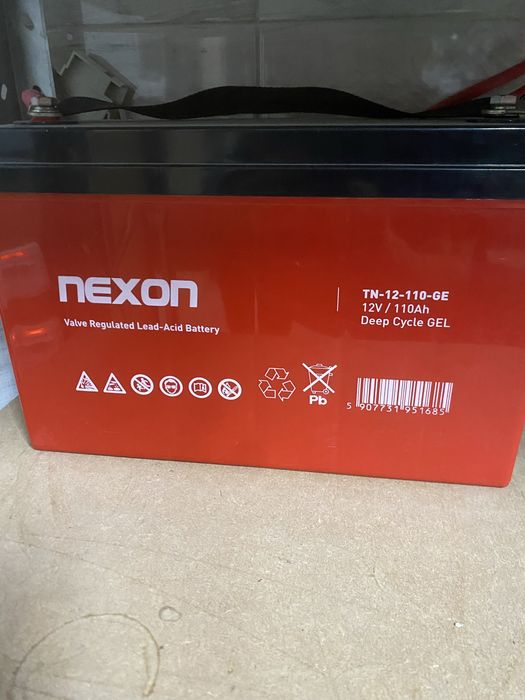 nexon
Valve Regulated Lead-Acid Battery
TN-12-110-GE
12V / 110Ah
Deep Cycle GEL
Pb
5 907731 951685